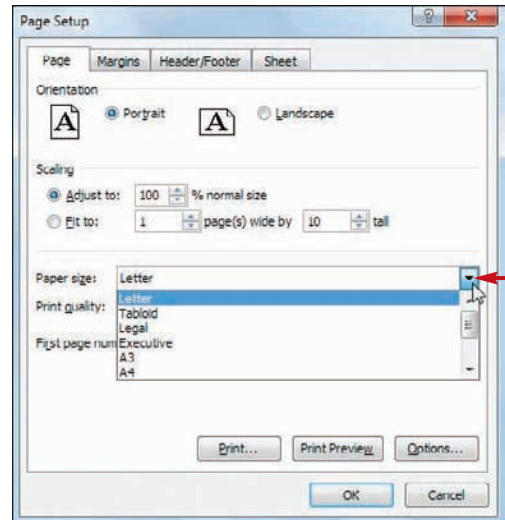 Page Setup
Page Margins Header/Footer Sheet
Orientation
A Portrait A Landscape
Scaling
Adjust to: 100 % normal size
Fit to: 1 page(s) wide by 10 tall
Paper size: Letter
Letter
Print quality:
Tabloid
Legal
First page num
Executive
A3
A4
Print... Print Preview Options...
OK Cancel